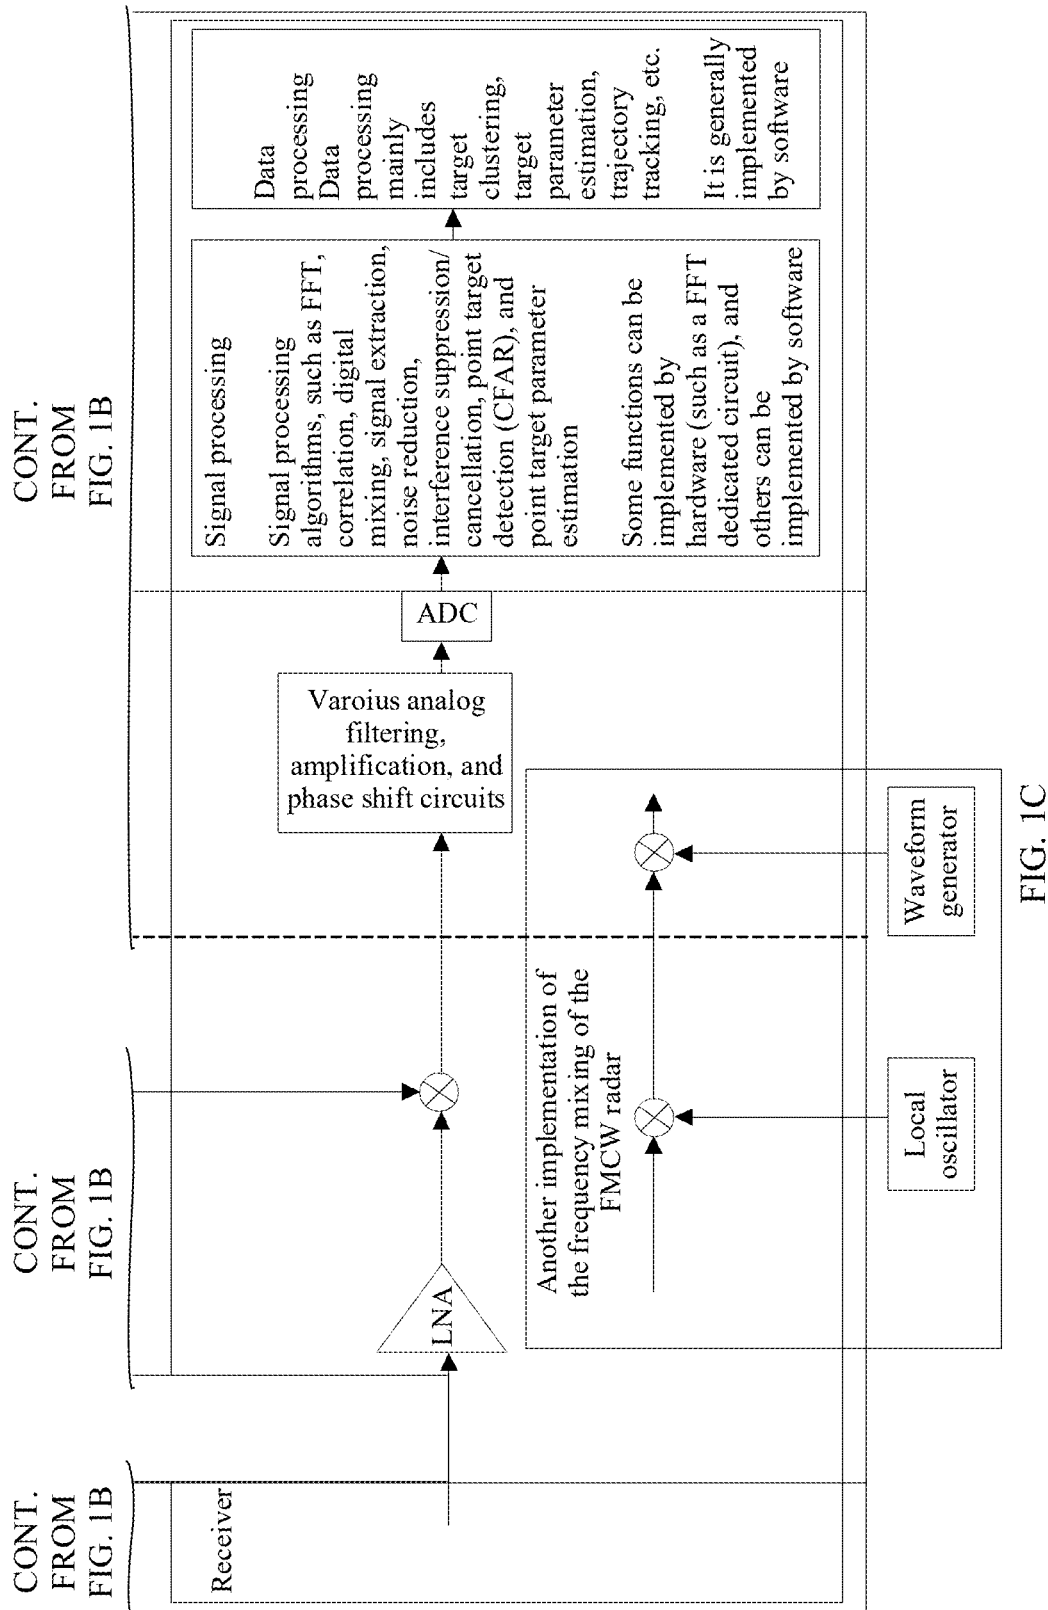 CONT.
FROM
FIG. 1B
CONT.
FROM
FIG. 1B
CONT.
FROM
FIG. 1B
Receiver
LNA
Varoius analog
filtering,
amplification, and
phase shift circuits
ADC
Signal processing
Signal processing
algorithms, such as FFT,
correlation, digital
mixing, signal extraction,
noise reduction,
interference suppression/
cancellation, point target
detection (CFAR), and
point target parameter
estimation
Some functions can be
implemented by
hardware (such as a FFT
dedicated circuit), and
others can be
implemented by software
Data
processing
Data
processing
mainly
includes
target
clustering,
target
parameter
estimation,
trajectory
tracking, etc.
It is generally
implemented
by software
Another implementation of
the frequency mixing of the
FMCW radar
Local
oscillator
Waveform
generator
FIG. 1C